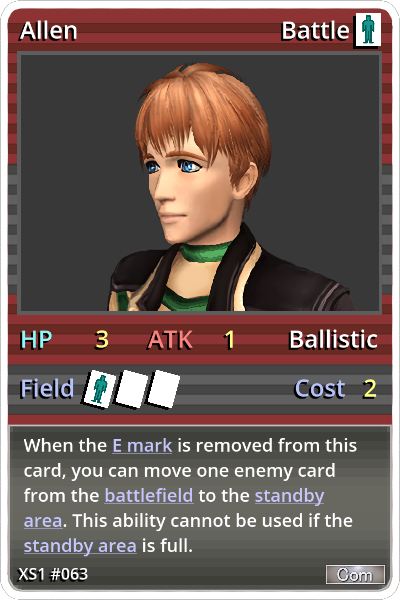 Allen Battle
HP 3 ATK 1 Ballistic
Field Cost 2
When the E mark is removed from this
card, you can move one enemy card
from the battlefield to the standby
area. This ability cannot be used if the
standby area is full.
XS1 #063 Com